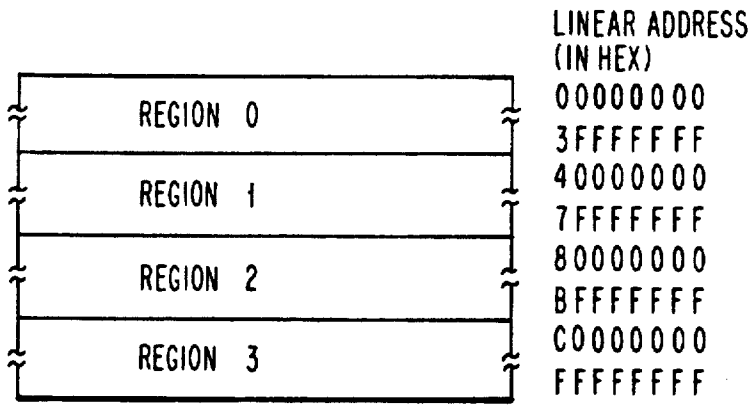 LINEAR ADDRESS
(IN HEX)
00000000
REGION 0
3FFFFFFF
40000000
REGION 1
7FFFFFFF
80000000
REGION 2
BFFFFFFF
C0000000
REGION 3
FFFFFFFF